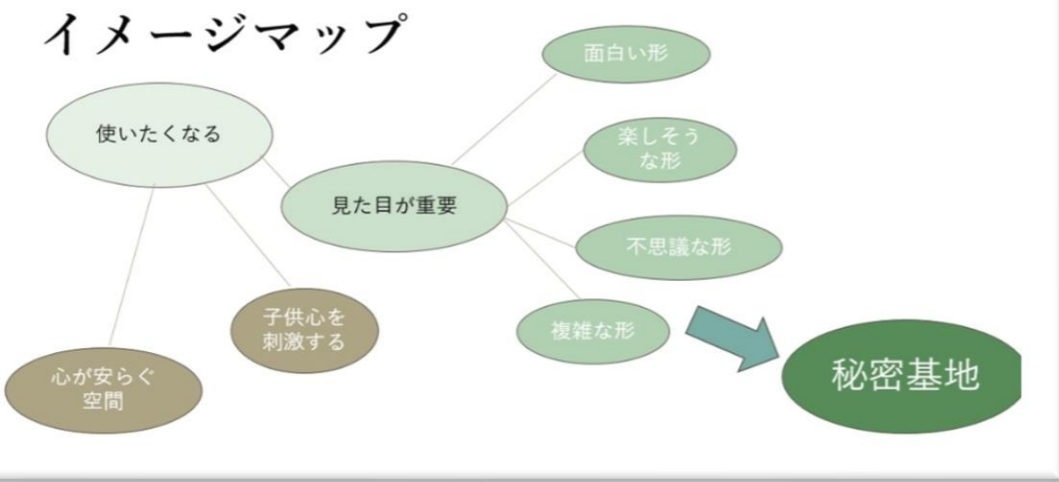 イメージマップ
使いたくなる
見た目が重要
面白い形
楽しそう
な形
不思議な形
複雑な形
子供心を
刺激する
心が安らぐ
空間
秘密基地